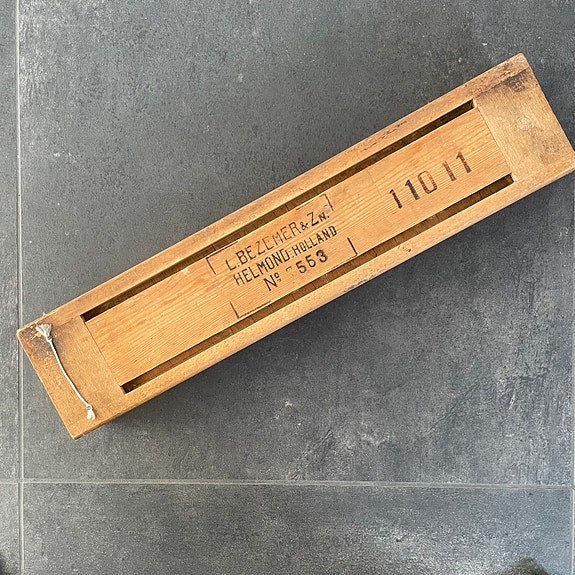 L. BEZEMER & ZN.
HELMOND-HOLLAND
Nº 553
11011